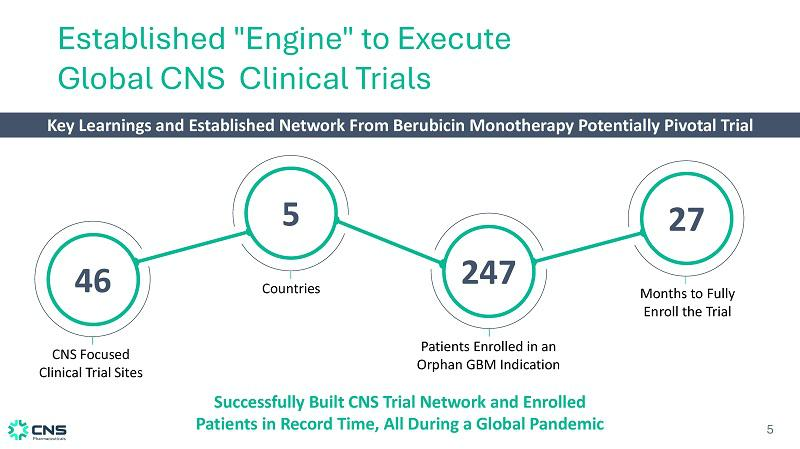 Established "Engine" to Execute
Global CNS Clinical Trials
Key Learnings and Established Network From Berubicin Monotherapy Potentially Pivotal Trial
46
CNS Focused
Clinical Trial Sites
5
Countries
247
Patients Enrolled in an
Orphan GBM Indication
27
Months to Fully
Enroll the Trial
Successfully Built CNS Trial Network and Enrolled
Patients in Record Time, All During a Global Pandemic
CNS
Pharmaceuticals
5